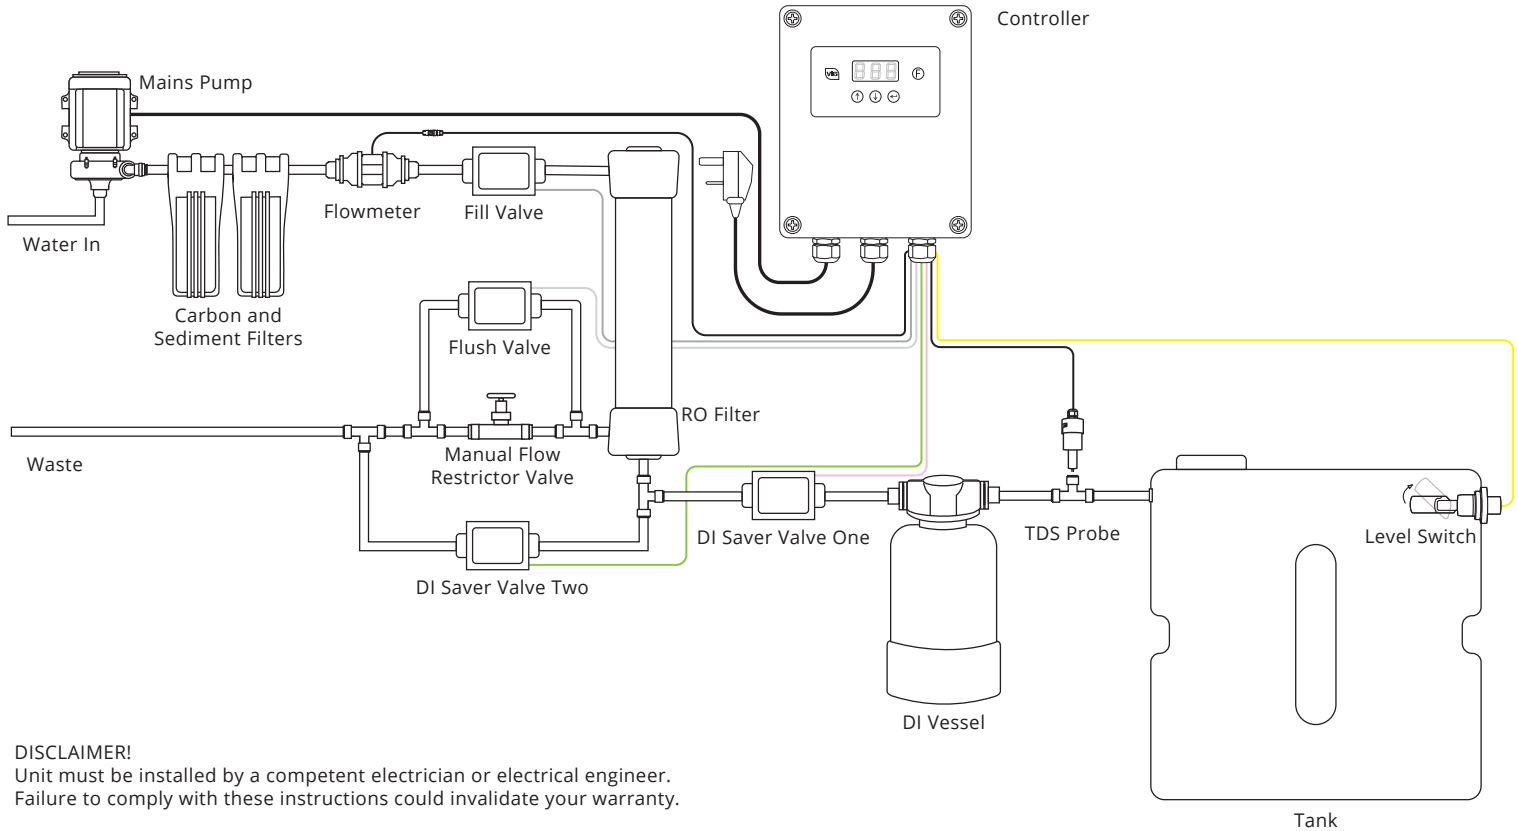 Controller
Mains Pump
Flowmeter
Fill Valve
Water In
Carbon and
Sediment Filters
Flush Valve
RO Filter
Manual Flow
Restrictor Valve
Waste
DI Saver Valve One
TDS Probe
Level Switch
DI Saver Valve Two
DI Vessel
DISCLAIMER!
Unit must be installed by a competent electrician or electrical engineer.
Failure to comply with these instructions could invalidate your warranty.
Tank
F
888